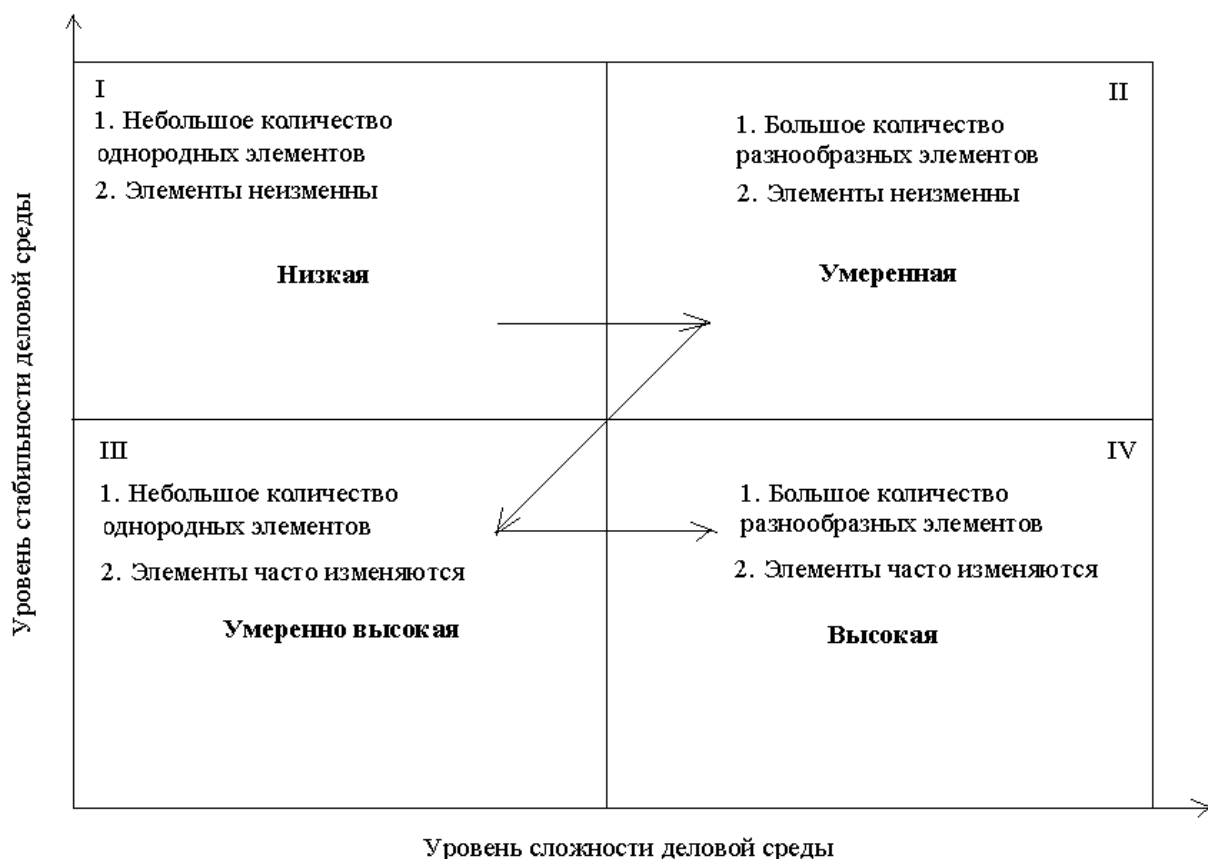 Уровень стабильности деловой среды
I
1. Небольшое количество
однородных элементов
2. Элементы неизменны
Низкая
II
1. Большое количество
разнообразных элементов
2. Элементы неизменны
Умеренная
III
1. Небольшое количество
однородных элементов
2. Элементы часто изменяются
Умеренно высокая
IV
1. Большое количество
разнообразных элементов
2. Элементы часто изменяются
Высокая
Уровень сложности деловой среды